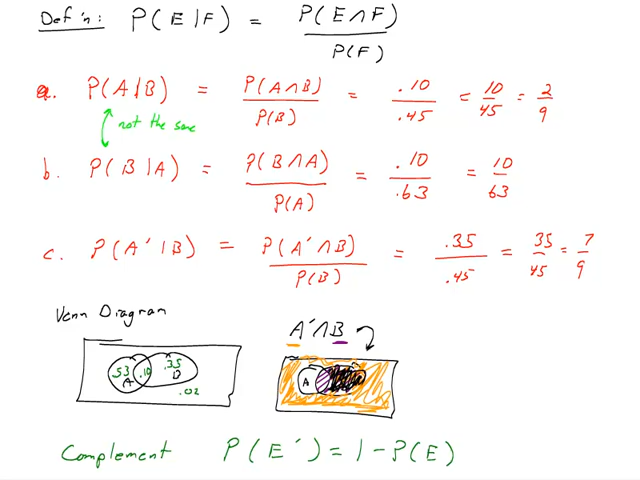 Def'n: P(E|F) = P(E∩F) / P(F)
a. P(A|B) = P(A∩B) / P(B) = .10 / .45 = 10/45 = 2/9
not the same
b. P(B|A) = P(B∩A) / P(A) = .10 / .63 = 10/63
c. P(A′|B) = P(A′∩B) / P(B) = .35 / .45 = 35/45 = 7/9
Venn Diagram
A′∩B
.53 A .10 .35 B .02
A
Complement P(E′) = 1 - P(E)